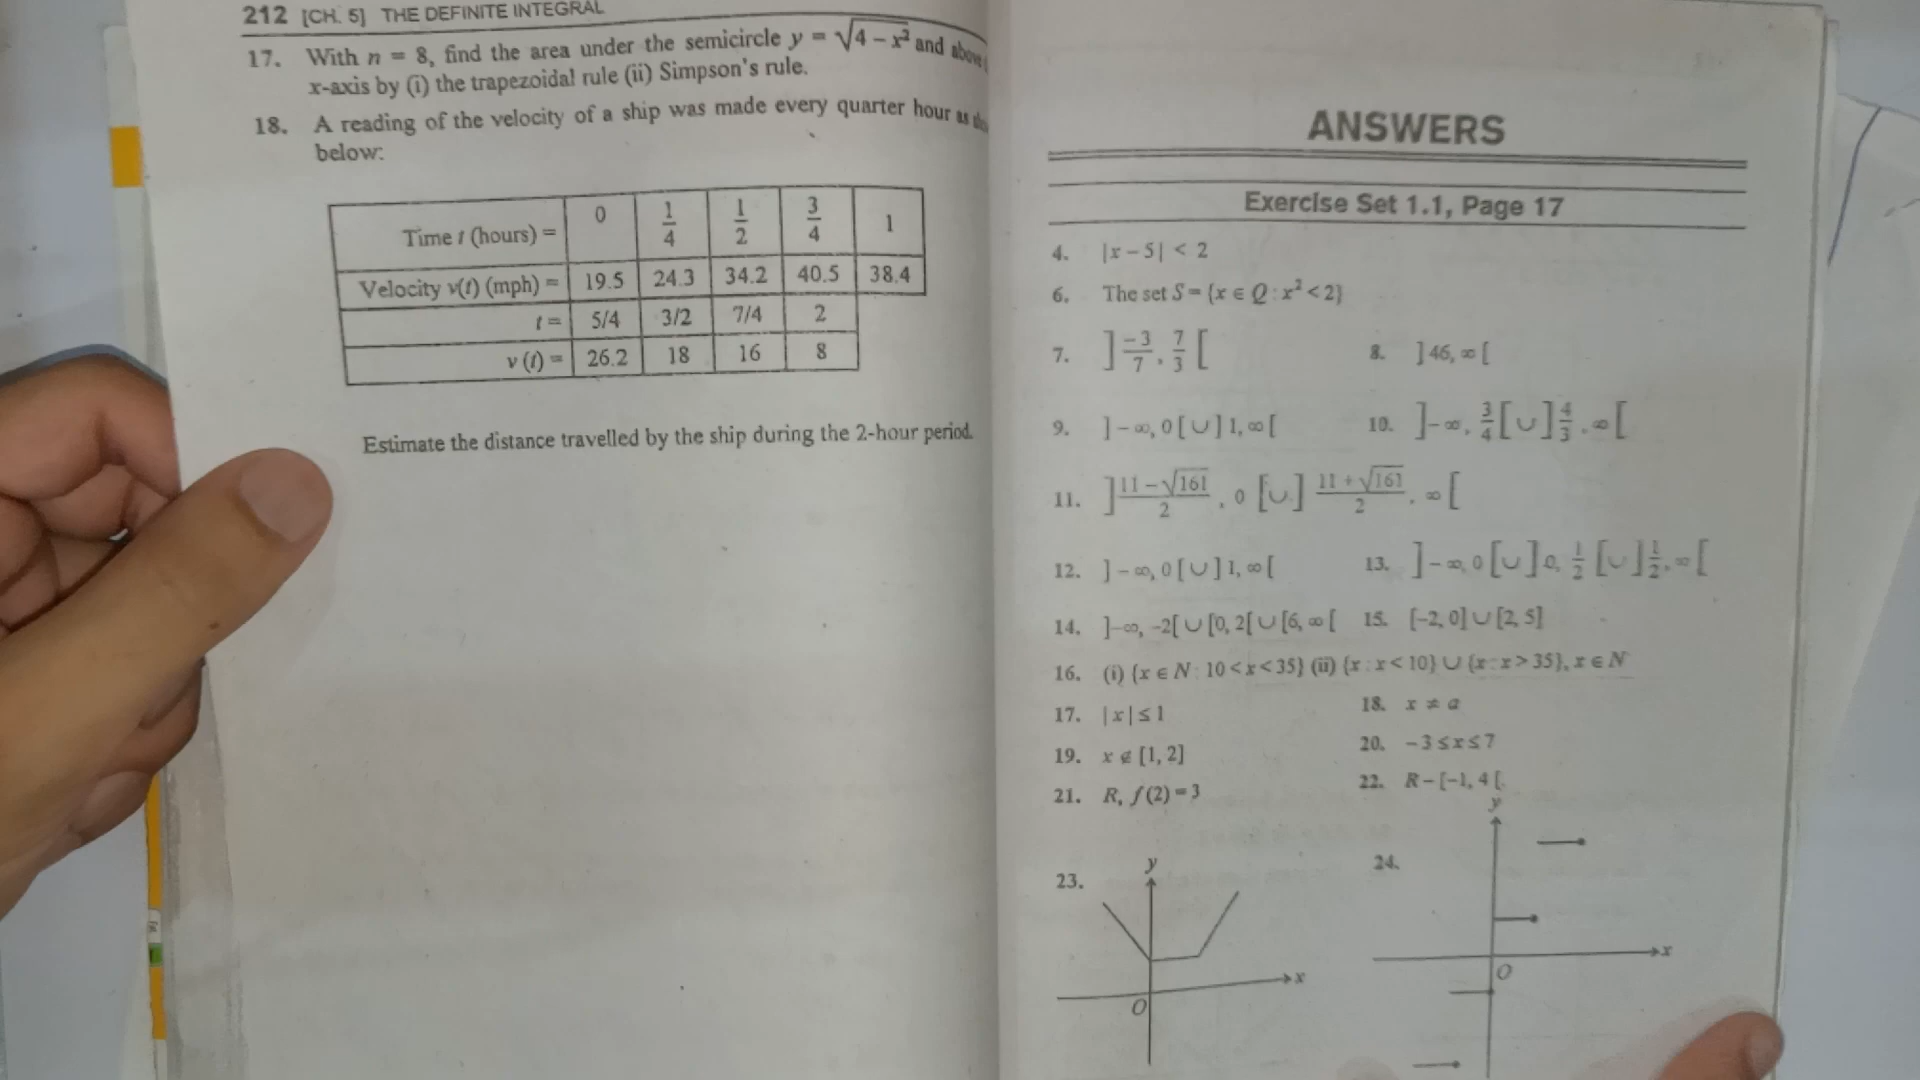 212 [CH. 5] THE DEFINITE INTEGRAL
17. With n = 8, find the area under the semicircle y = √4 – x² and above
x-axis by (i) the trapezoidal rule (ii) Simpson's rule.
18. A reading of the velocity of a ship was made every quarter hour as
below:
Time t (hours) = 0 1/4 1/2 3/4 1
Velocity v(t) (mph) = 19.5 24.3 34.2 40.5 38.4
t = 5/4 3/2 7/4 2
v (t) = 26.2 18 16 8
Estimate the distance travelled by the ship during the 2-hour period.
ANSWERS
Exercise Set 1.1, Page 17
4. |x – 5| < 2
6. The set S = {x ∈ Q : x² < 2}
7. ] –3/7, 7/3 [ 8. ] 46, ∞ [
9. ] – ∞, 0 [ ∪ ] 1, ∞ [ 10. ] –∞, 3/4 [ ∪ ] 4/3, ∞ [
11. ] 11 – √161 / 2 , 0 [ ∪ ] 11 + √161 / 2 , ∞ [
12. ] – ∞, 0 [ ∪ ] 1, ∞ [ 13. ] – ∞, 0 [ ∪ ] 0, 1/2 [ ∪ ] 1/2, ∞ [
14. ]–∞, –2[ ∪ [0, 2[ ∪ [6, ∞ [ 15. [–2, 0] ∪ [2, 5]
16. (i) {x ∈ N : 10 < x < 35} (ii) {x : x < 10} ∪ {x : x > 35}, x ∈ N
17. |x| ≤ 1 18. x ≠ a
19. x ∉ [1, 2] 20. – 3 ≤ x ≤ 7
21. R, f(2) = 3 22. R – [–1, 4 [
23. y x O
24. y x O